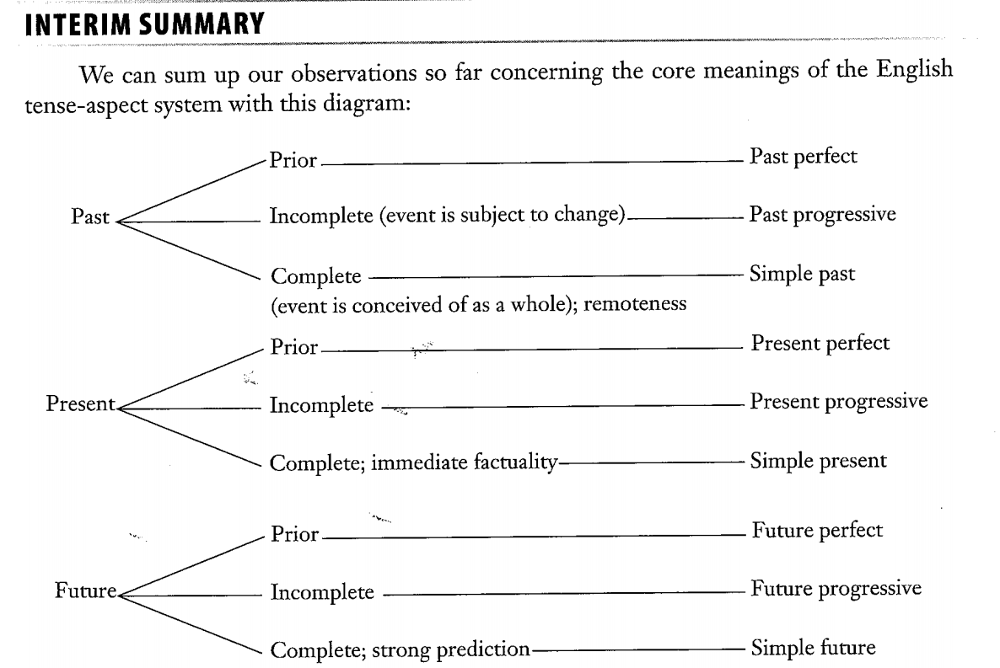 INTERIM SUMMARY
We can sum up our observations so far concerning the core meanings of the English
tense-aspect system with this diagram:
Prior Past perfect
Past Incomplete (event is subject to change) Past progressive
Complete Simple past
(event is conceived of as a whole); remoteness
Prior Present perfect
Present Incomplete Present progressive
Complete; immediate factuality Simple present
Prior Future perfect
Future Incomplete Future progressive
Complete; strong prediction Simple future